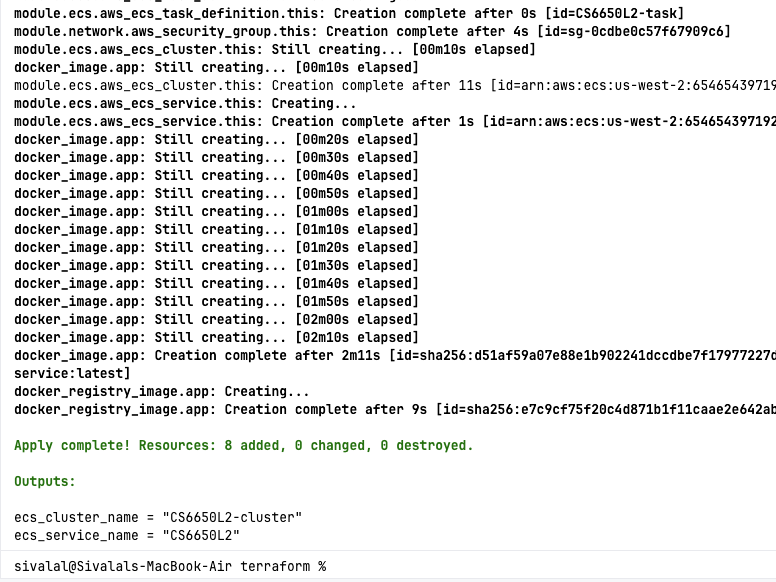 module.ecs.aws_ecs_task_definition.this: Creation complete after 0s [id=CS6650L2-task]
module.network.aws_security_group.this: Creation complete after 4s [id=sg-0cdbe0c57f67909c6]
module.ecs.aws_ecs_cluster.this: Still creating... [00m10s elapsed]
docker_image.app: Still creating... [00m10s elapsed]
module.ecs.aws_ecs_cluster.this: Creation complete after 11s [id=arn:aws:ecs:us-west-2:65465439719
module.ecs.aws_ecs_service.this: Creating...
module.ecs.aws_ecs_service.this: Creation complete after 1s [id=arn:aws:ecs:us-west-2:654654397192
docker_image.app: Still creating... [00m20s elapsed]
docker_image.app: Still creating... [00m30s elapsed]
docker_image.app: Still creating... [00m40s elapsed]
docker_image.app: Still creating... [00m50s elapsed]
docker_image.app: Still creating... [01m00s elapsed]
docker_image.app: Still creating... [01m10s elapsed]
docker_image.app: Still creating... [01m20s elapsed]
docker_image.app: Still creating... [01m30s elapsed]
docker_image.app: Still creating... [01m40s elapsed]
docker_image.app: Still creating... [01m50s elapsed]
docker_image.app: Still creating... [02m00s elapsed]
docker_image.app: Still creating... [02m10s elapsed]
docker_image.app: Creation complete after 2m11s [id=sha256:d51af59a07e88e1b902241dccdbe7f17977227d
service:latest]
docker_registry_image.app: Creating...
docker_registry_image.app: Creation complete after 9s [id=sha256:e7c9cf75f20c4d871b1f11caae2e642ab
Apply complete! Resources: 8 added, 0 changed, 0 destroyed.
Outputs:
ecs_cluster_name = "CS6650L2-cluster"
ecs_service_name = "CS6650L2"
sivalal@Sivalals-MacBook-Air terraform %